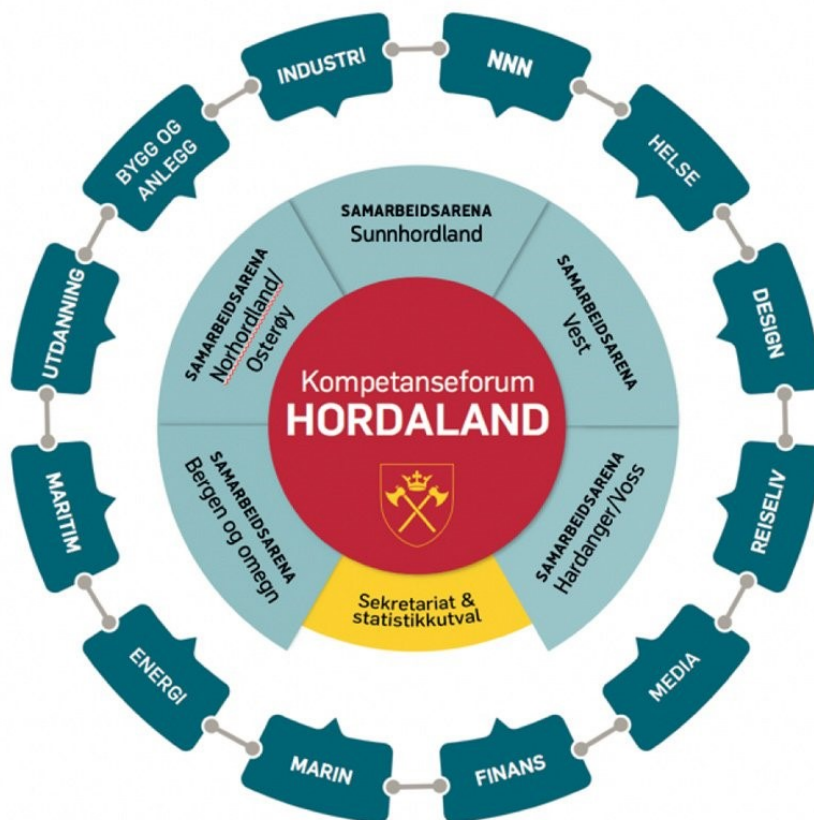 INDUSTRI
NNN
HELSE
DESIGN
REISELIV
MEDIA
FINANS
MARIN
ENERGI
MARITIM
UTDANNING
BYGG OG
ANLEGG
SAMARBEIDSARENA
Sunnhordland
SAMARBEIDSARENA
Vest
SAMARBEIDSARENA
Hardanger/Voss
Sekretariat &
statistikkutval
SAMARBEIDSARENA
Bergen og omegn
SAMARBEIDSARENA
Norhordland/
Osterøy
Kompetanseforum
HORDALAND